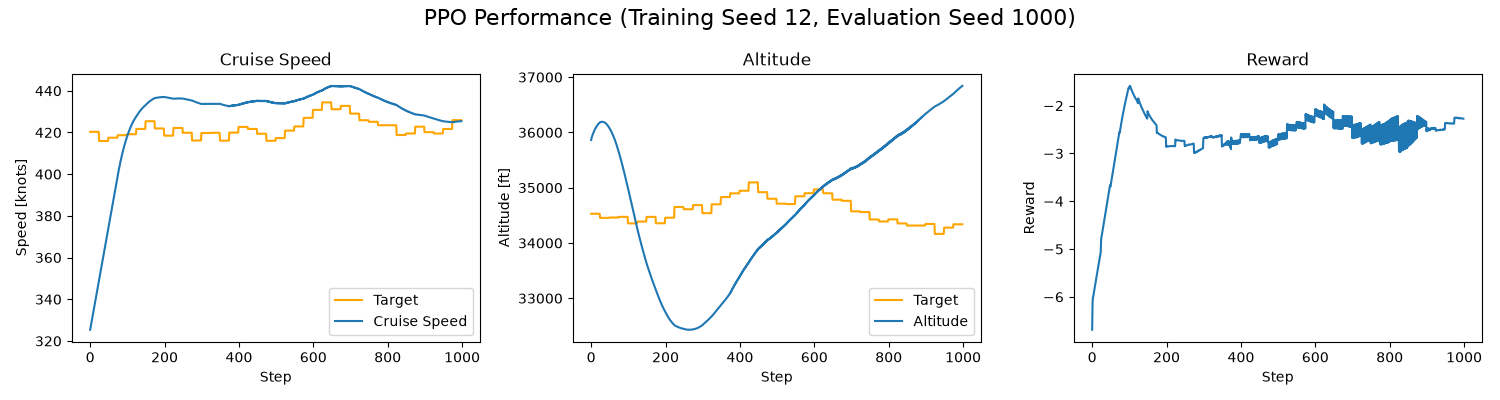 PPO Performance (Training Seed 12, Evaluation Seed 1000)
Cruise Speed
Speed [knots]
440
420
400
380
360
340
320
0 200 400 600 800 1000
Step
Target
Cruise Speed
Altitude
Altitude [ft]
37000
36000
35000
34000
33000
0 200 400 600 800 1000
Step
Target
Altitude
Reward
Reward
−2
−3
−4
−5
−6
0 200 400 600 800 1000
Step